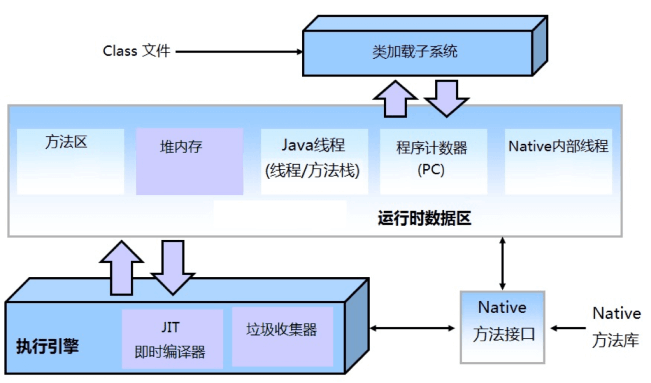 Class 文件
类加载子系统
方法区
堆内存
Java线程
(线程/方法栈)
程序计数器
(PC)
Native内部线程
运行时数据区
执行引擎
JIT
即时编译器
垃圾收集器
Native
方法接口
Native
方法库